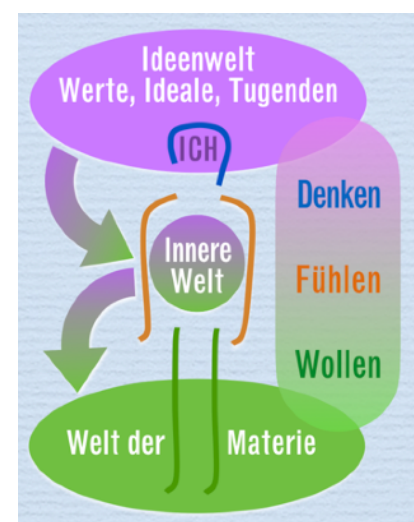 Ideenwelt
Werte, Ideale, Tugenden
ICH
Denken
Innere
Welt
Fühlen
Wollen
Welt der Materie